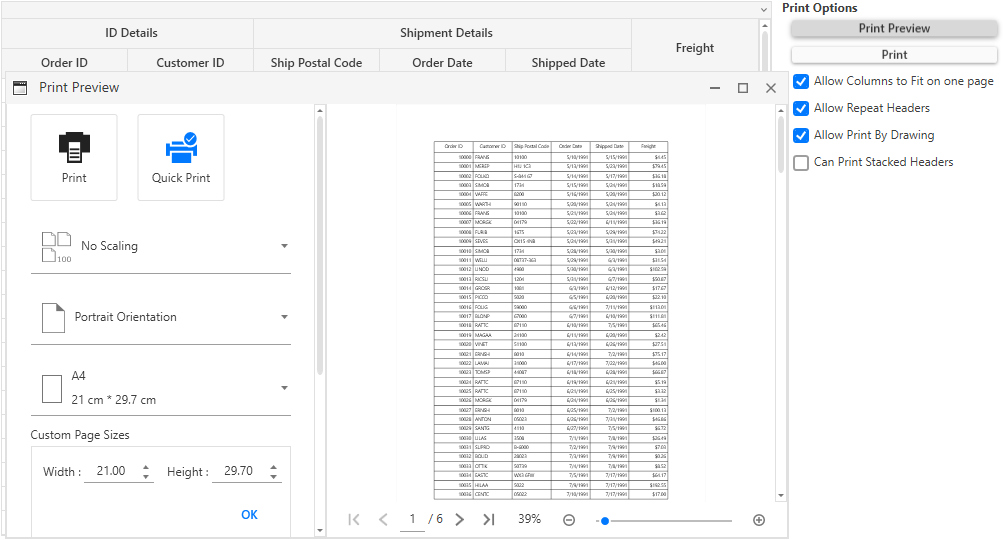 Print Options
ID Details Shipment Details Freight
Print Preview
Order ID Customer ID Ship Postal Code Order Date Shipped Date
Print
Allow Columns to Fit on one page
Allow Repeat Headers
Allow Print By Drawing
Can Print Stacked Headers
Print Preview
Print Quick Print
100 No Scaling
Portrait Orientation
A4
21 cm * 29.7 cm
Custom Page Sizes
Width : 21.00 Height : 29.70
OK
Order ID Customer ID Ship Postal Code Order Date Shipped Date Freight
10000 FRANS 10100 5/10/1991 5/15/1991 $4.45
10001 MEREP H1J 1C3 5/13/1991 5/23/1991 $79.45
10002 FOLKO S-844 67 5/14/1991 5/17/1991 $36.18
10003 SIMOB 1734 5/15/1991 5/24/1991 $18.59
10004 VAFFE 8200 5/16/1991 5/20/1991 $20.12
10005 WARTH 90110 5/20/1991 5/24/1991 $4.13
10006 FRANS 10100 5/21/1991 5/24/1991 $3.62
10007 MORGK 04179 5/22/1991 6/11/1991 $36.19
10008 FURIB 1675 5/23/1991 5/29/1991 $74.22
10009 SEVES OX15 4NB 5/24/1991 5/31/1991 $49.21
10010 SIMOB 1734 5/28/1991 5/30/1991 $3.01
10011 WELLI 08737-363 5/29/1991 6/3/1991 $31.54
10012 LINOD 4980 5/30/1991 6/3/1991 $102.59
10013 RICSU 1204 5/31/1991 6/7/1991 $50.87
10014 GROSR 1081 6/3/1991 6/12/1991 $17.67
10015 PICCO 5020 6/5/1991 6/20/1991 $22.10
10016 FOLIG 59000 6/6/1991 7/11/1991 $113.01
10017 BLONP 67000 6/7/1991 6/10/1991 $111.81
10018 RATTC 87110 6/10/1991 7/5/1991 $65.46
10019 MAGAA 24100 6/11/1991 6/20/1991 $2.42
10020 VINET 51100 6/13/1991 6/26/1991 $27.51
10021 ERNSH 8010 6/14/1991 7/2/1991 $75.17
10022 LAMAI 31000 6/17/1991 7/22/1991
10023 TOMSP 44087 6/18/1991 6/28/1991 $66.87
10024 RATTC 87110 6/19/1991 6/21/1991 $5.19
10025 RATTC 87110 6/21/1991 6/25/1991 $3.32
10026 MORGK 04179 6/24/1991 6/26/1991 $1.34
10027 ERNSH 8010 6/25/1991 7/2/1991 $100.13
10028 ANTON 05023 6/26/1991 7/31/1991 $46.86
10029 SANTG 4110 6/27/1991 7/5/1991 $6.72
10030 LILAS 3508 7/1/1991 7/8/1991 $26.49
10031 SUPRD B-6000 7/2/1991 7/9/1991 $7.03
10032 BOLID 28023 7/3/1991 7/9/1991 $0.26
10033 OTTIK 50739 7/4/1991 7/8/1991 $8.52
10034 EASTC WX3 6FW 7/5/1991 7/17/1991 $64.17
10035 HILAA 5022 7/9/1991 7/17/1991 $192.55
10036 CENTC 05022 7/10/1991 7/17/1991 $17.00
1 / 6 39%